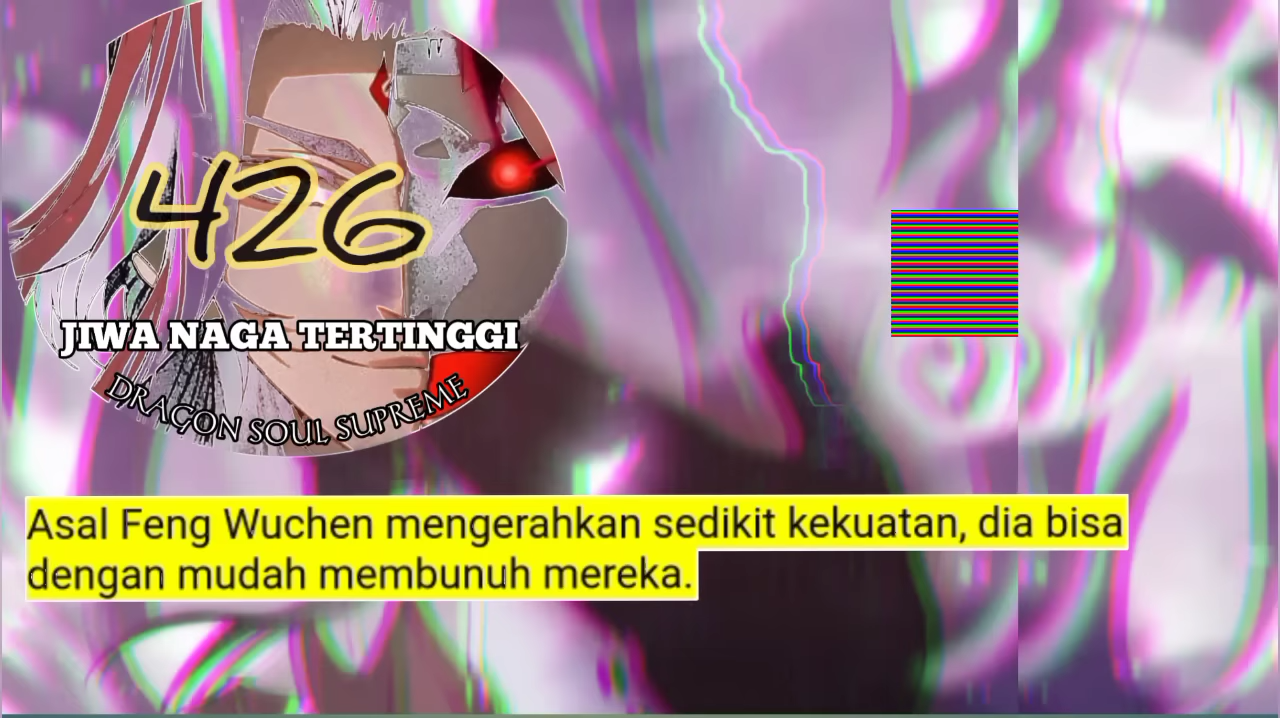 426
JIWA NAGA TERTINGGI
DRAGON SOUL SUPREME
Asal Feng Wuchen mengerahkan sedikit kekuatan, dia bisa
dengan mudah membunuh mereka.